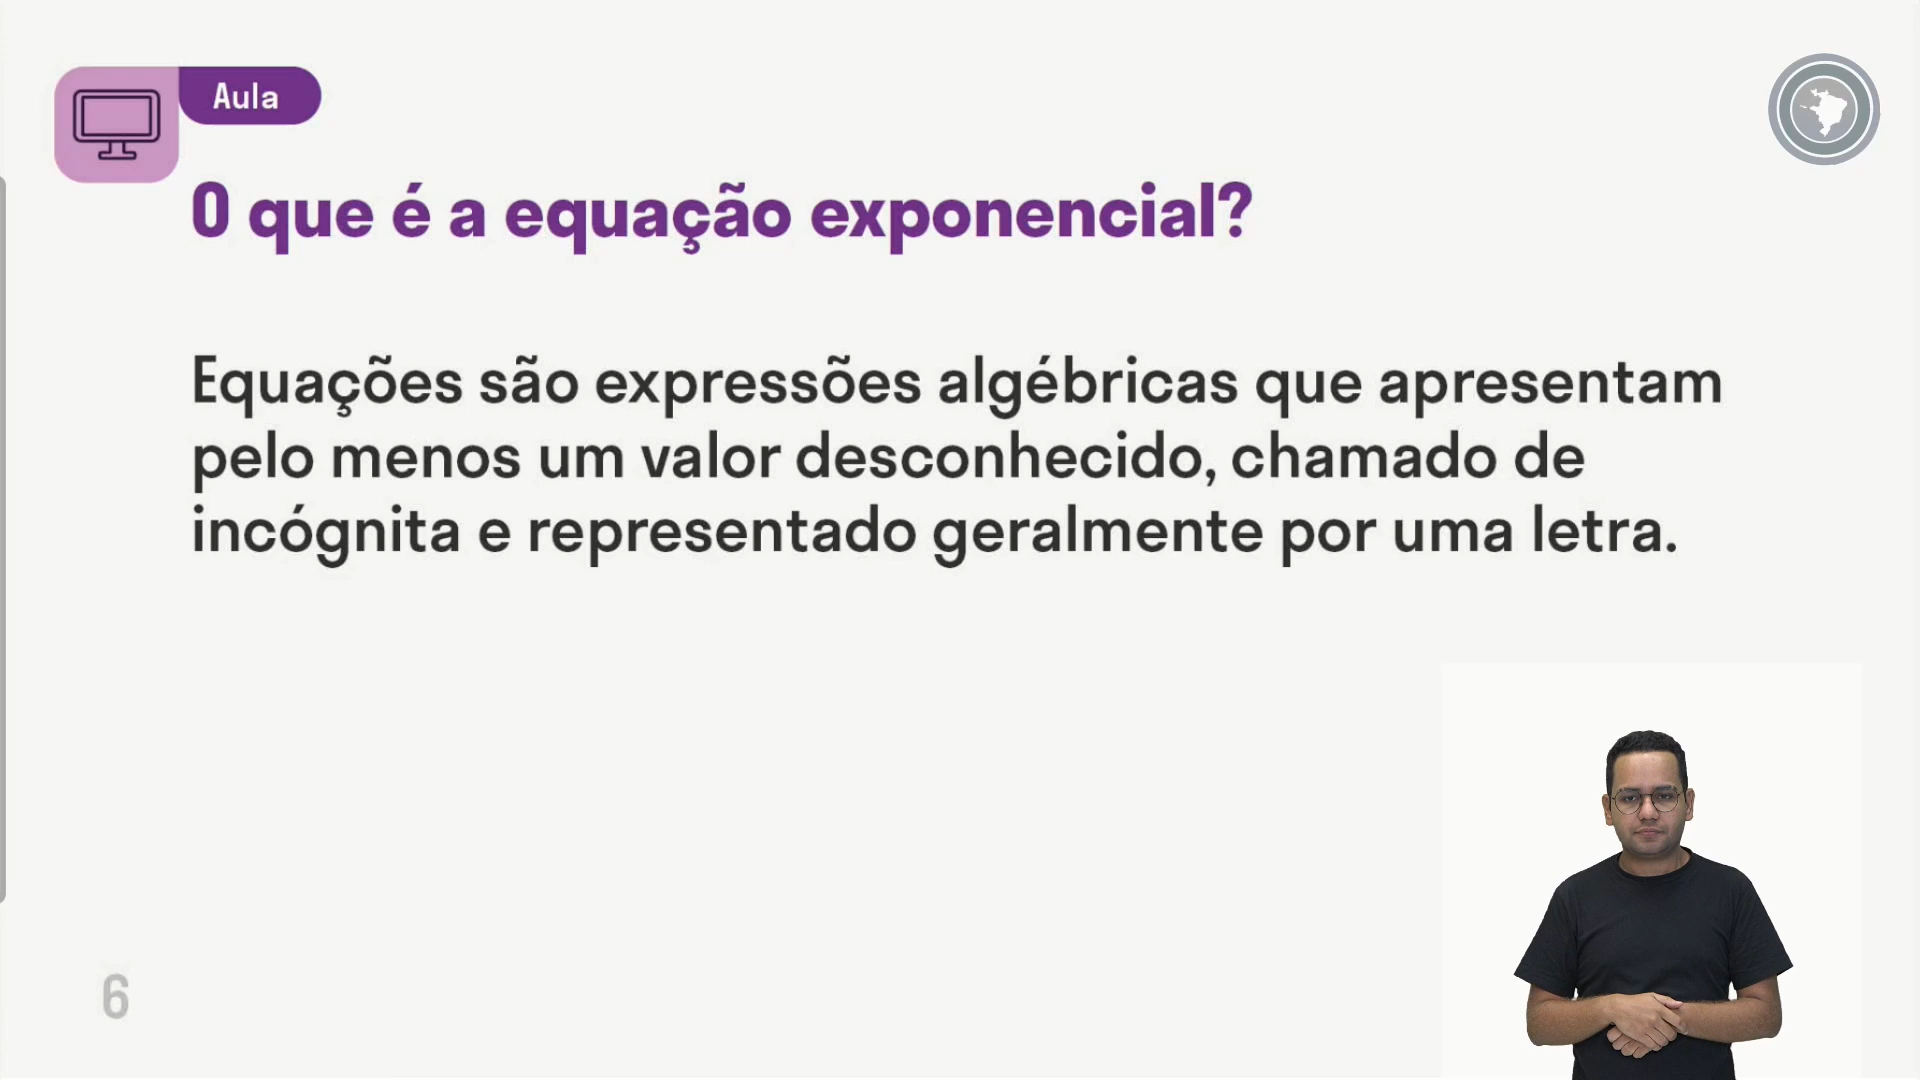 Aula
O que é a equação exponencial?
Equações são expressões algébricas que apresentam
pelo menos um valor desconhecido, chamado de
incógnita e representado geralmente por uma letra.
6